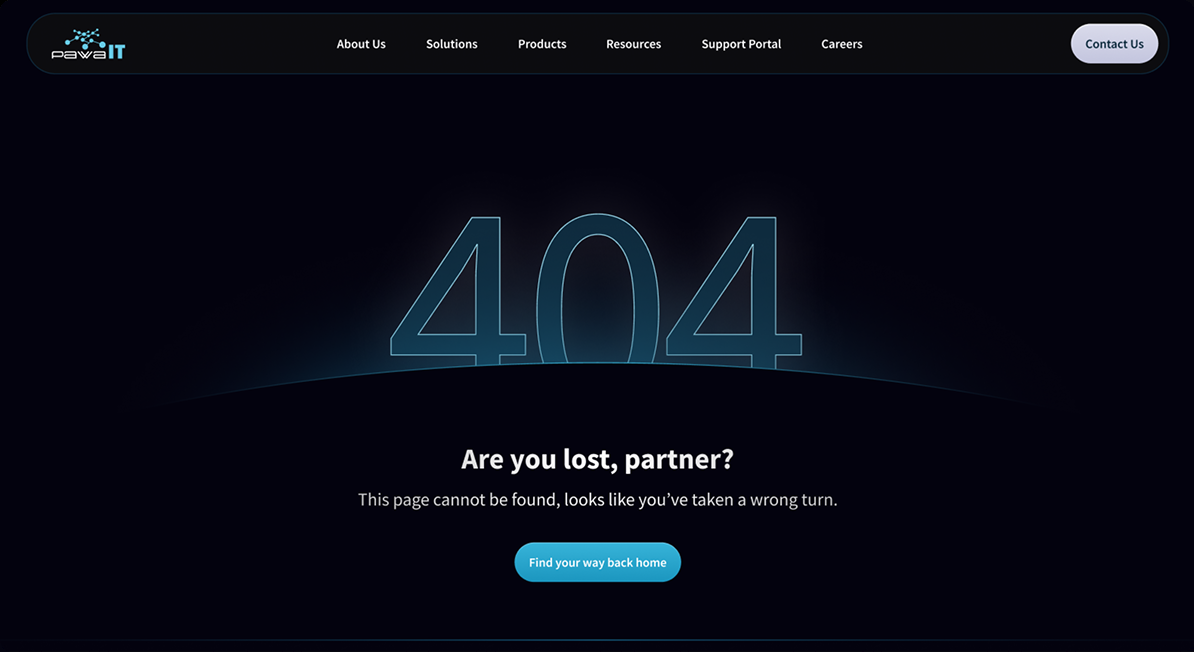 pawaIT
About Us
Solutions
Products
Resources
Support Portal
Careers
Contact Us
404
Are you lost, partner?
This page cannot be found, looks like you’ve taken a wrong turn.
Find your way back home